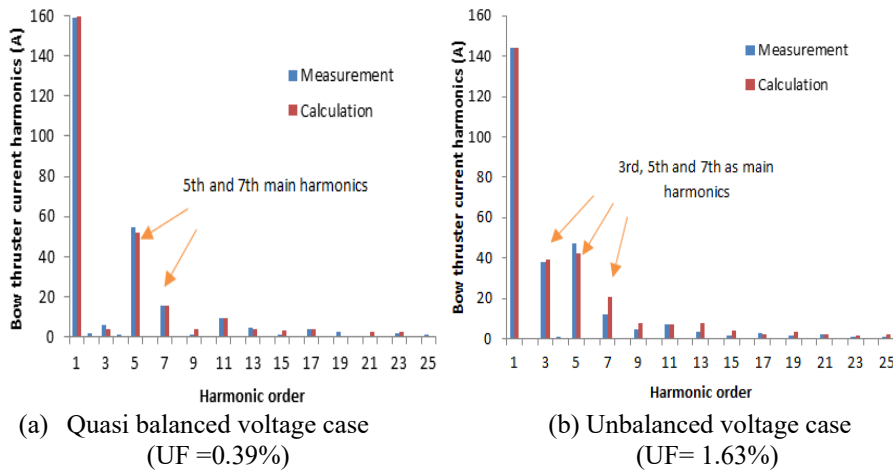 Bow thruster current harmonics (A)
160
140
120
100
80
60
40
20
0
Measurement
Calculation
5th and 7th main harmonics
1 3 5 7 9 11 13 15 17 19 21 23 25
Harmonic order
(a) Quasi balanced voltage case
(UF =0.39%)
Bow thruster current harmonics (A)
160
140
120
100
80
60
40
20
0
Measurement
Calculation
3rd, 5th and 7th as main
harmonics
1 3 5 7 9 11 13 15 17 19 21 23 25
Harmonic order
(b) Unbalanced voltage case
(UF= 1.63%)